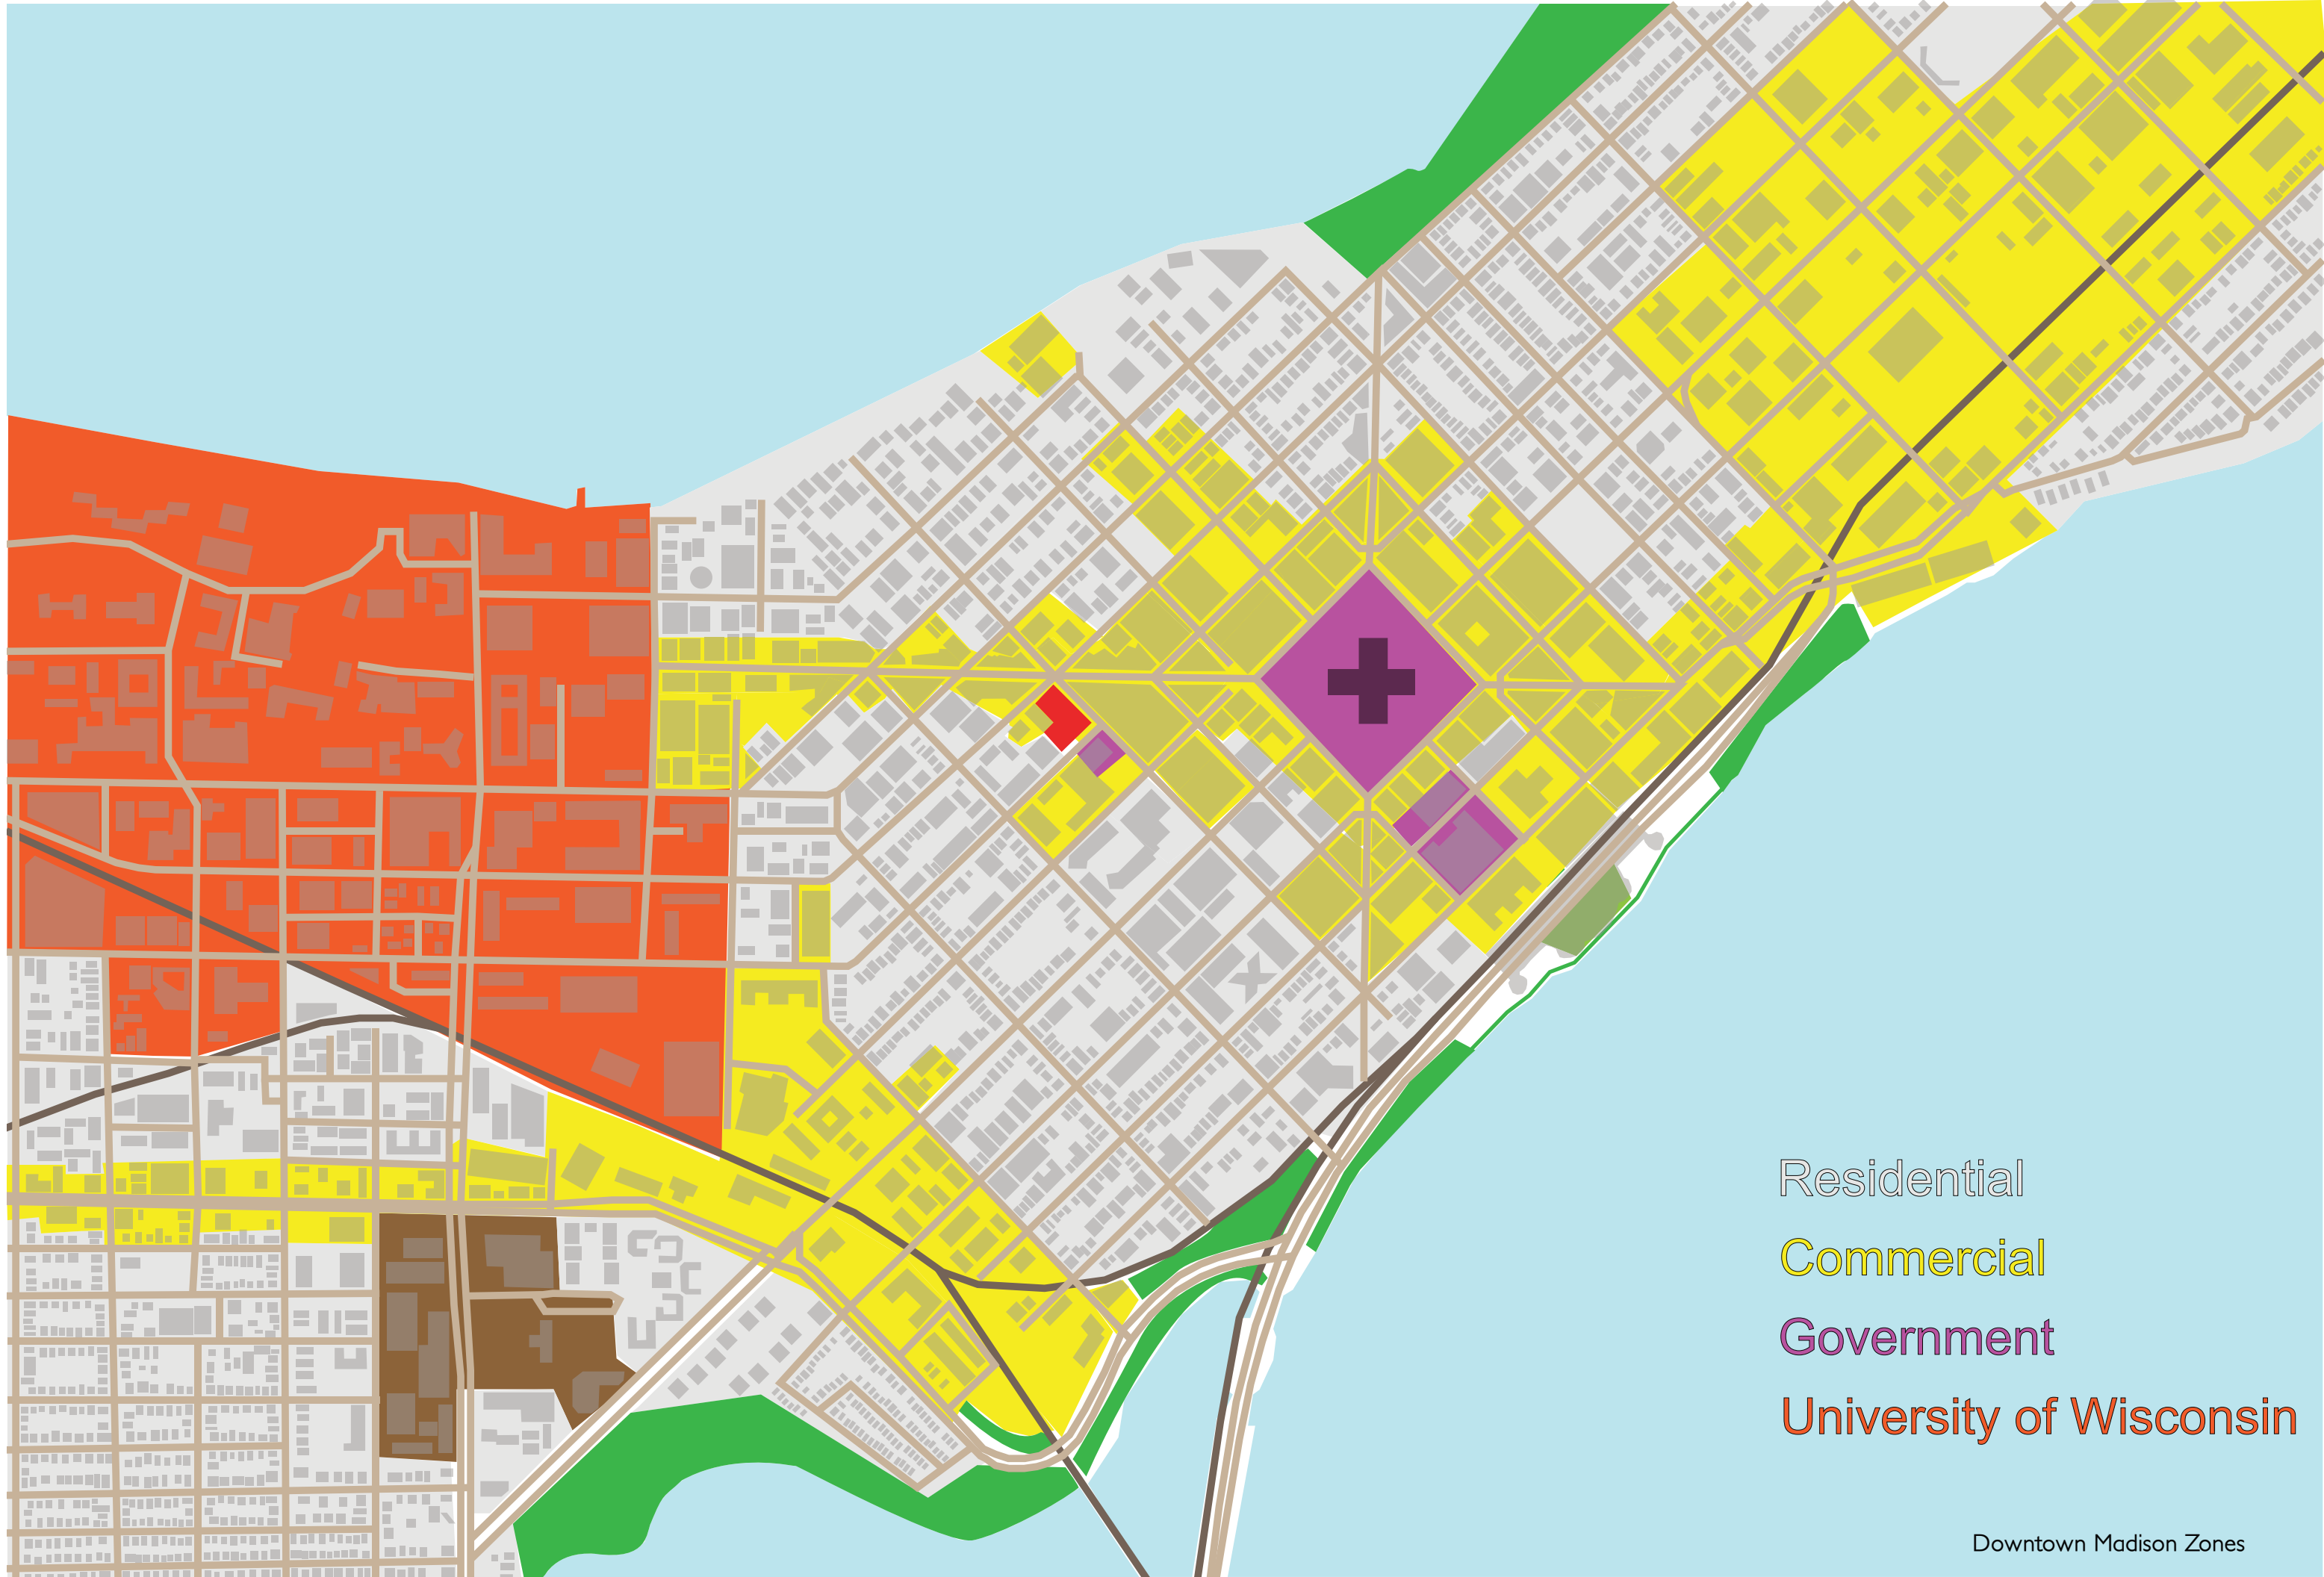 Residential
Commercial
Government
University of Wisconsin
Downtown Madison Zones